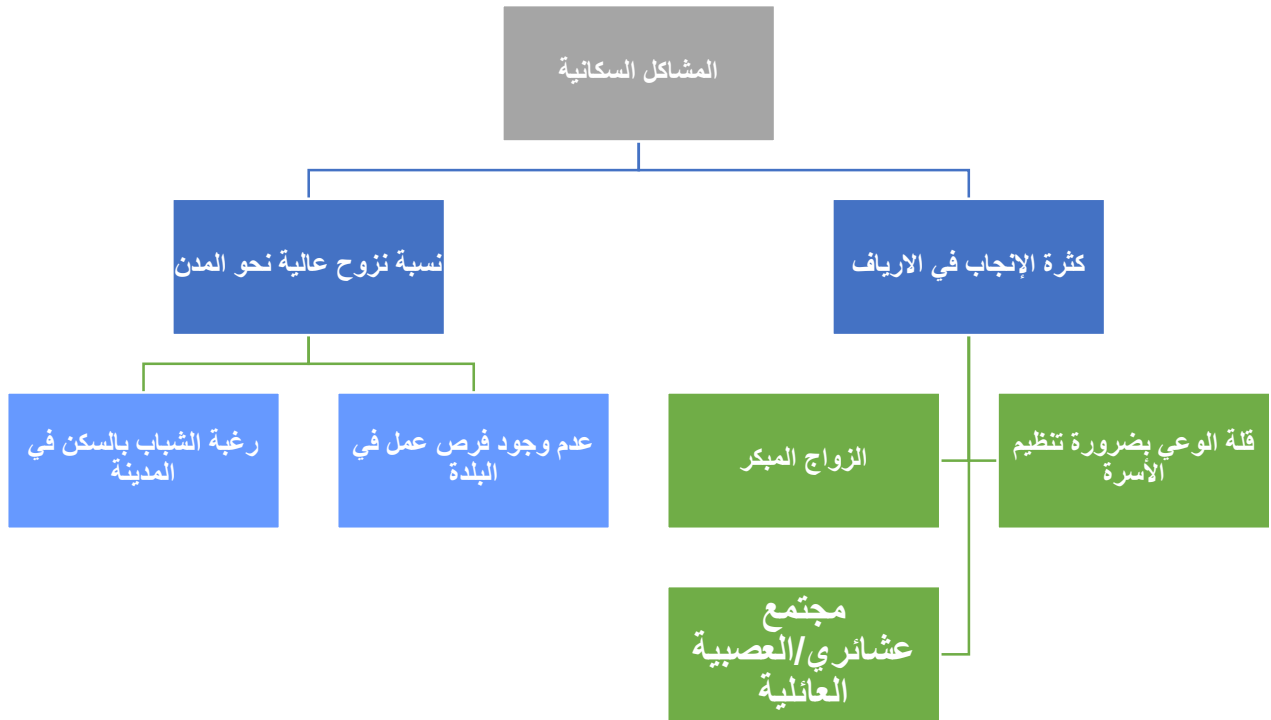 المشاكل السكانية
كثرة الإنجاب في الارياف
نسبة نزوح عالية نحو المدن
قلة الوعي بضرورة تنظيم
الأسرة
الزواج المبكر
عدم وجود فرص عمل في
البلدة
رغبة الشباب بالسكن في
المدينة
مجتمع
عشائري/العصبية
العائلية